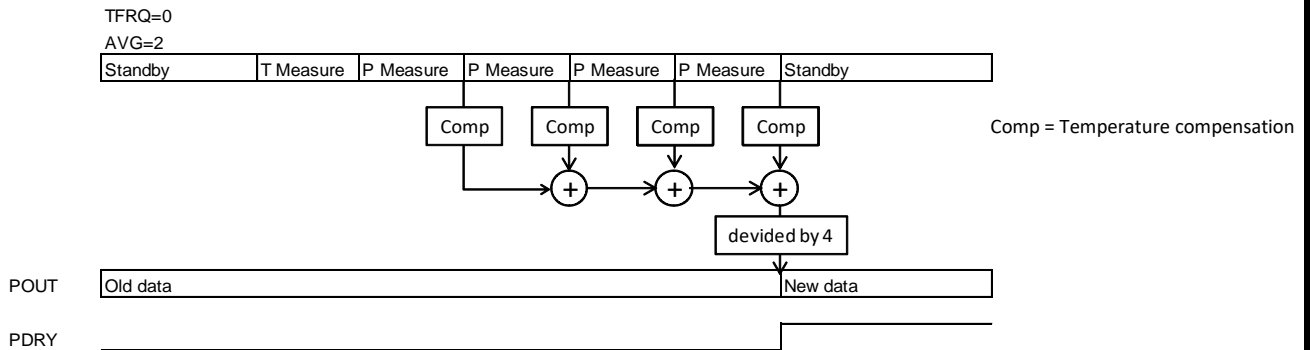 TFRQ=0
AVG=2
Standby T Measure P Measure P Measure P Measure P Measure Standby
Comp Comp Comp Comp Comp = Temperature compensation
+ + +
devided by 4
POUT Old data New data
PDRY